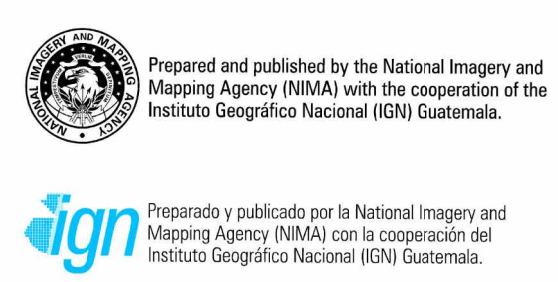 NATIONAL IMAGERY AND MAPPING AGENCY
NIMA
Prepared and published by the National Imagery and
Mapping Agency (NIMA) with the cooperation of the
Instituto Geográfico Nacional (IGN) Guatemala.
ign
Preparado y publicado por la National Imagery and
Mapping Agency (NIMA) con la cooperación del
Instituto Geográfico Nacional (IGN) Guatemala.